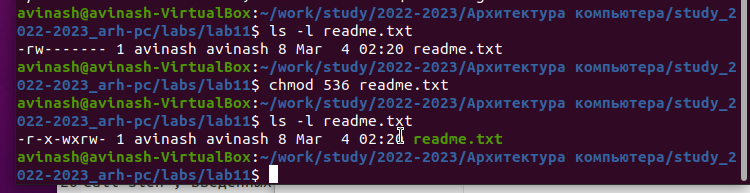 avinash@avinash-VirtualBox:~/work/study/2022-2023/Архитектура компьютера/study_2
022-2023_arh-pc/labs/lab11$ ls -l readme.txt
-rw------- 1 avinash avinash 8 Mar  4 02:20 readme.txt
avinash@avinash-VirtualBox:~/work/study/2022-2023/Архитектура компьютера/study_2
022-2023_arh-pc/labs/lab11$ chmod 536 readme.txt
avinash@avinash-VirtualBox:~/work/study/2022-2023/Архитектура компьютера/study_2
022-2023_arh-pc/labs/lab11$ ls -l readme.txt
-r-x-wxrw- 1 avinash avinash 8 Mar  4 02:20 readme.txt
avinash@avinash-VirtualBox:~/work/study/2022-2023/Архитектура компьютера/study_2
022-2023_arh-pc/labs/lab11$